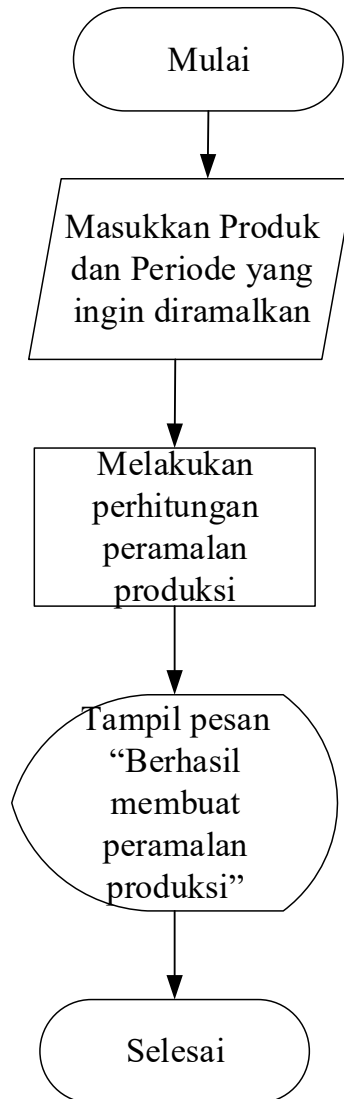 Mulai
Masukkan Produk
dan Periode yang
ingin diramalkan
Melakukan
perhitungan
peramalan
produksi
Tampil pesan
“Berhasil
membuat
peramalan
produksi”
Selesai